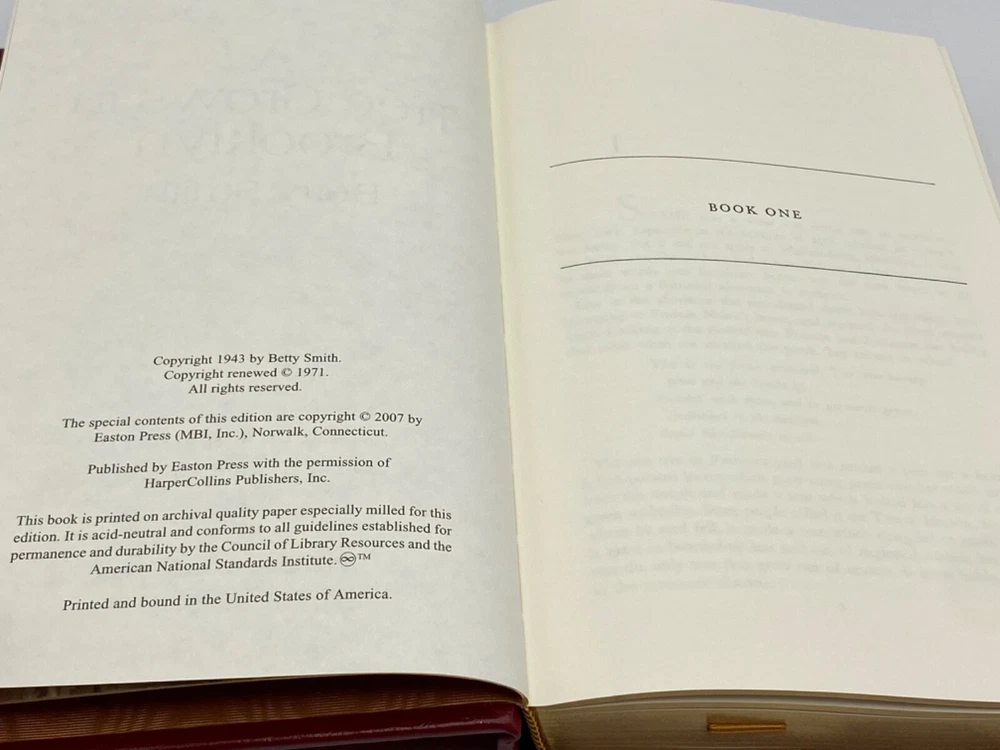 Copyright 1943 by Betty Smith.
Copyright renewed © 1971.
All rights reserved.
The special contents of this edition are copyright © 2007 by
Easton Press (MBI, Inc.), Norwalk, Connecticut.
Published by Easton Press with the permission of
HarperCollins Publishers, Inc.
This book is printed on archival quality paper especially milled for this
edition. It is acid-neutral and conforms to all guidelines established for
permanence and durability by the Council of Library Resources and the
American National Standards Institute. ♾™
Printed and bound in the United States of America.
BOOK ONE